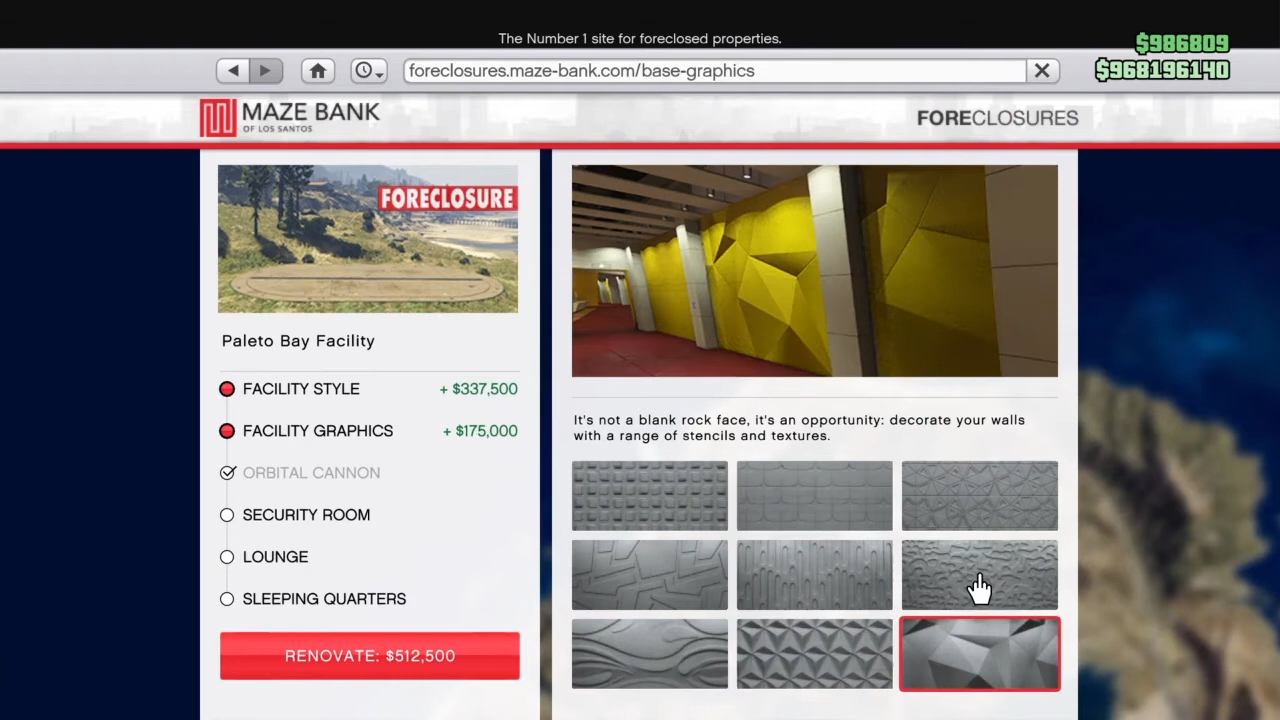 The Number 1 site for foreclosed properties.
$986809
$968196140
foreclosures.maze-bank.com/base-graphics
MAZE BANK
OF LOS SANTOS
FORECLOSURES
FORECLOSURE
Paleto Bay Facility
FACILITY STYLE + $337,500
FACILITY GRAPHICS + $175,000
ORBITAL CANNON
SECURITY ROOM
LOUNGE
SLEEPING QUARTERS
RENOVATE: $512,500
It's not a blank rock face, it's an opportunity: decorate your walls
with a range of stencils and textures.